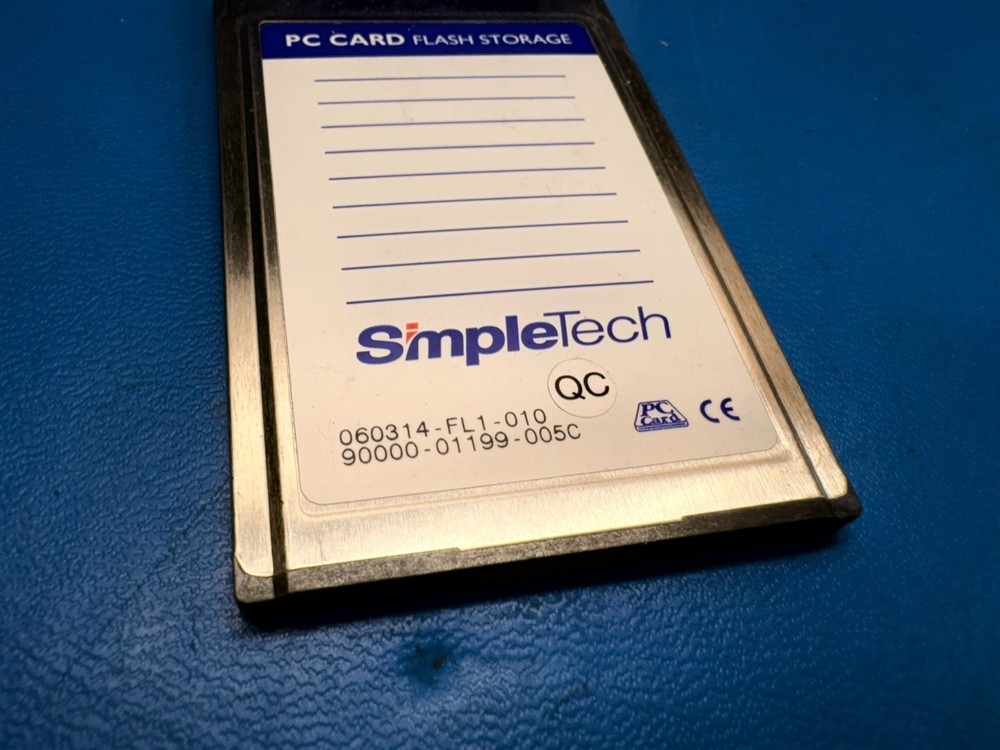 PC CARD FLASH STORAGE
SimpleTech
QC
060314-FL1-010
90000-01199-005C
PC
Card
CE